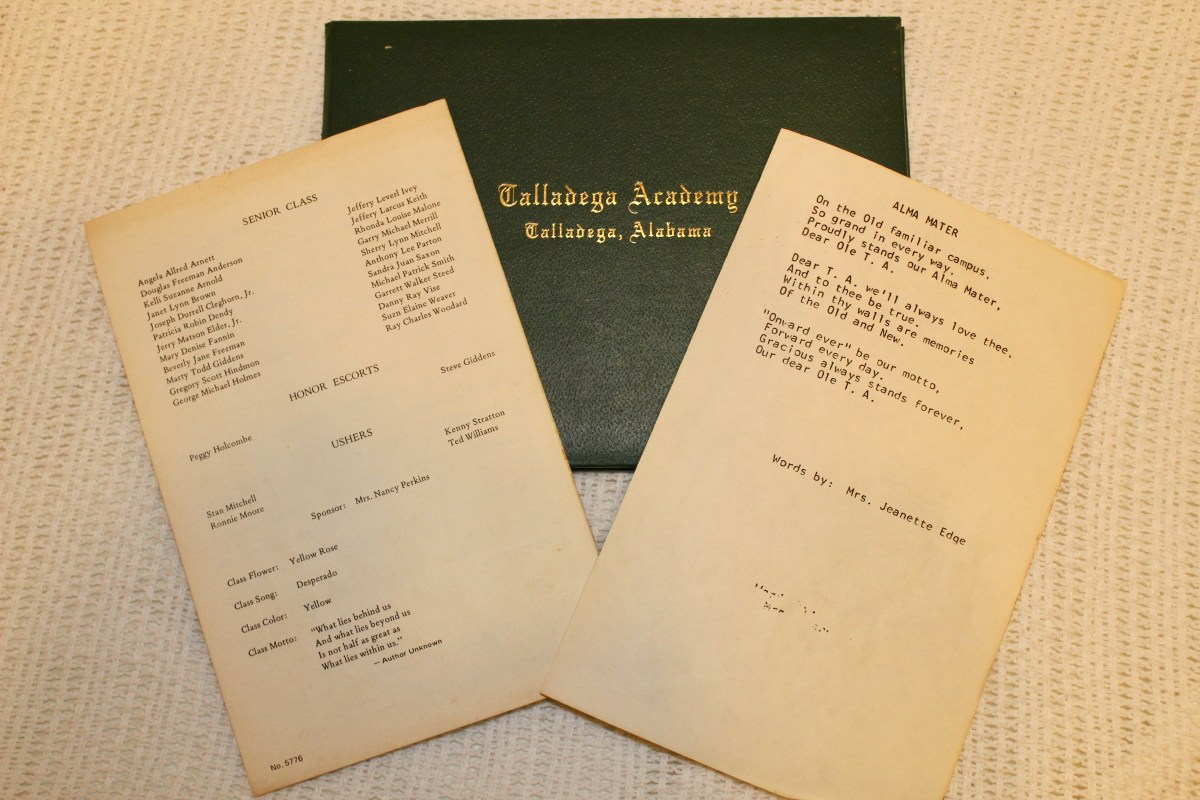 Talladega Academy
Talladega, Alabama
SENIOR CLASS
Angela Allred Arnett
Douglas Freeman Anderson
Kelli Suzanne Arnold
Janet Lynn Brown
Joseph Durrell Cleghorn, Jr.
Patricia Robin Dendy
Jerry Matson Elder, Jr.
Mary Denise Fannin
Beverly Jane Freeman
Marty Todd Giddens
Gregory Scott Hindmon
George Michael Holmes
Jeffery Leverl Ivey
Jeffery Larcus Keith
Rhonda Louise Malone
Garry Michael Merrill
Sherry Lynn Mitchell
Anthony Lee Parton
Sandra Juan Saxon
Michael Patrick Smith
Garrett Walker Steed
Danny Ray Vise
Suzn Elaine Weaver
Ray Charles Woodard
HONOR ESCORTS
Peggy Holcombe
Steve Giddens
USHERS
Stan Mitchell
Ronnie Moore
Kenny Stratton
Ted Williams
Sponsor: Mrs. Nancy Perkins
Class Flower: Yellow Rose
Class Song: Desperado
Class Color: Yellow
Class Motto: "What lies behind us
And what lies beyond us
Is not half as great as
What lies within us."
— Author Unknown
No. 5776
ALMA MATER
On the Old familiar campus.
So grand in every way.
Proudly stands our Alma Mater,
Dear Ole T. A.
Dear T. A. we'll always love thee.
And to thee be true.
Within thy walls are memories
Of the Old and New.
"Onward ever" be our motto,
Forward every day.
Gracious always stands forever,
Our dear Ole T. A.
Words by: Mrs. Jeanette Edge